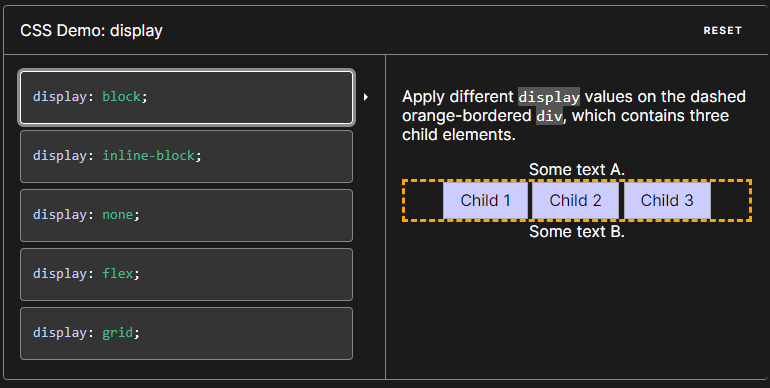 CSS Demo: display
RESET
display: block;
display: inline-block;
display: none;
display: flex;
display: grid;
Apply different display values on the dashed
orange-bordered div, which contains three
child elements.
Some text A.
Child 1 Child 2 Child 3
Some text B.